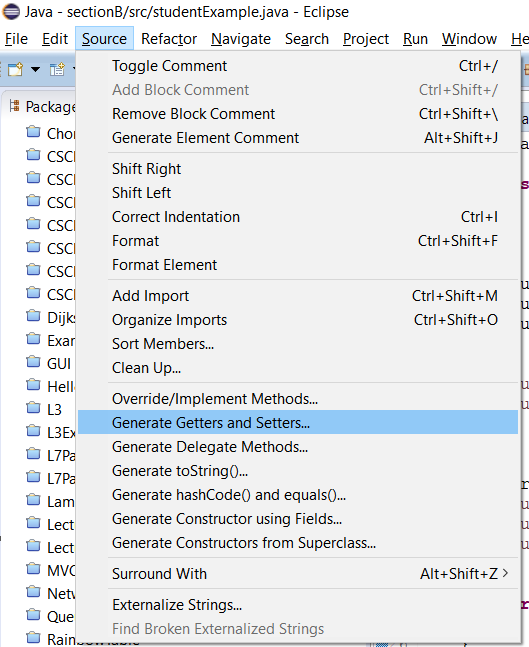 Java - sectionB/src/studentExample.java - Eclipse
File Edit Source Refactor Navigate Search Project Run Window He
Package
Toggle Comment Ctrl+/
Add Block Comment Ctrl+Shift+/
Remove Block Comment Ctrl+Shift+\
Generate Element Comment Alt+Shift+J
Shift Right
Shift Left
Correct Indentation Ctrl+I
Format Ctrl+Shift+F
Format Element
Add Import Ctrl+Shift+M
Organize Imports Ctrl+Shift+O
Sort Members...
Clean Up...
Override/Implement Methods...
Generate Getters and Setters...
Generate Delegate Methods...
Generate toString()...
Generate hashCode() and equals()...
Generate Constructor using Fields...
Generate Constructors from Superclass...
Surround With Alt+Shift+Z >
Externalize Strings...
Find Broken Externalized Strings
Chor
CSCI
CSCI
CSCI
CSCI
CSCI
CSCI
CSCI
Dijks
Exar
GUI
Hell
L3
L3Ex
L7Pa
L7Pa
Lam
Lect
Lect
MVC
Netw
Que
RainbowTable